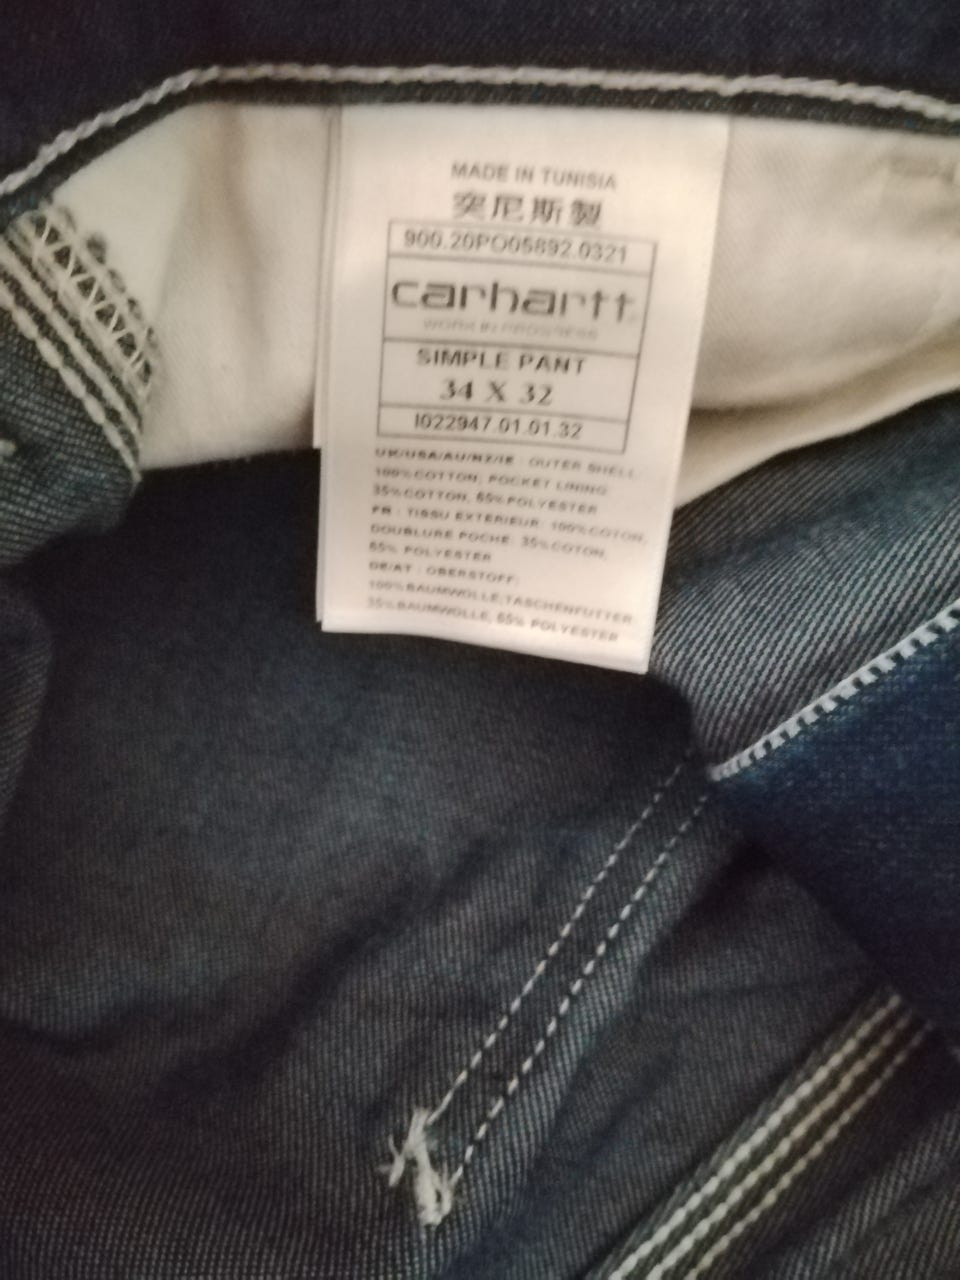 MADE IN TUNISIA
突尼斯製
900.20PO05892.0321
carhartt
WORK IN PROGRESS
SIMPLE PANT
34 X 32
I022947.01.01.32
UK/USA/AU/NZ/IE : OUTER SHELL:
100% COTTON; POCKET LINING:
35% COTTON, 65% POLYESTER
FR : TISSU EXTERIEUR: 100% COTON,
DOUBLURE POCHE: 35% COTON,
65% POLYESTER
DE/AT : OBERSTOFF:
100% BAUMWOLLE;TASCHENFUTTER
35% BAUMWOLLE, 65% POLYESTER